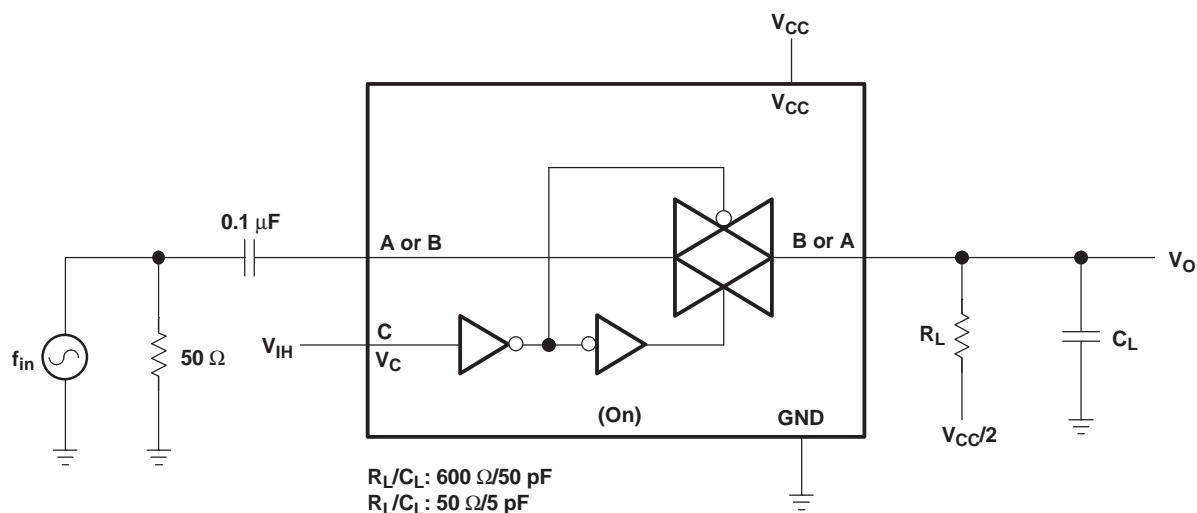 VCC
VCC
0.1 μF
A or B
B or A
VO
fin
50 Ω
VIH
C
VC
RL
CL
(On)
GND
VCC/2
RL/CL: 600 Ω/50 pF
RL/CL: 50 Ω/5 pF